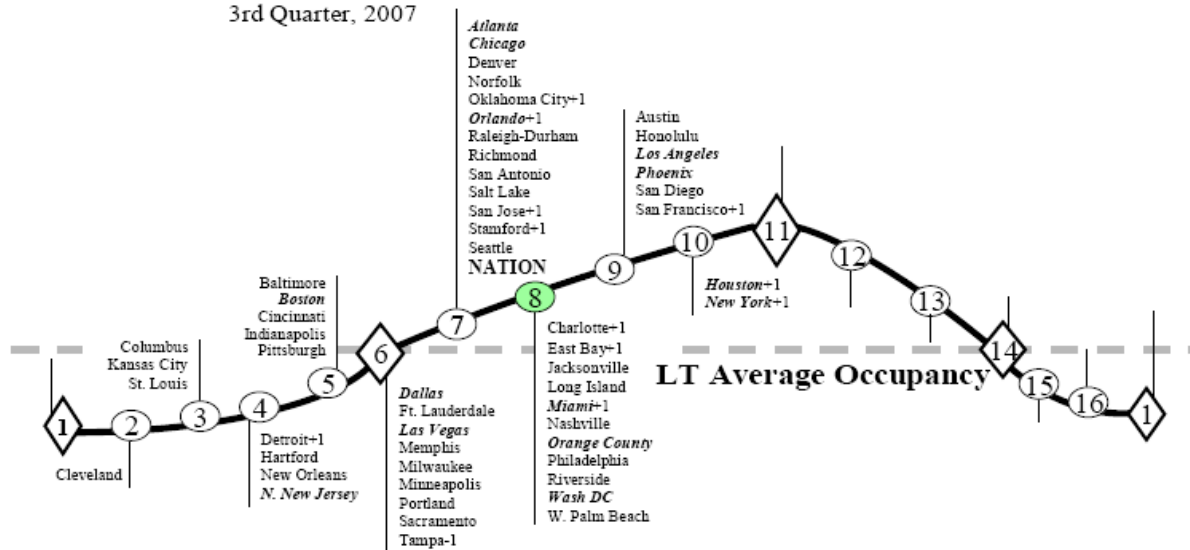 3rd Quarter, 2007
Atlanta
Chicago
Denver
Norfolk
Oklahoma City+1
Orlando+1
Raleigh-Durham
Richmond
San Antonio
Salt Lake
San Jose+1
Stamford+1
Seattle
NATION
Austin
Honolulu
Los Angeles
Phoenix
San Diego
San Francisco+1
Baltimore
Boston
Cincinnati
Indianapolis
Pittsburgh
Columbus
Kansas City
St. Louis
Houston+1
New York+1
1
2
3
4
5
6
7
8
9
10
11
12
13
14
15
16
1
LT Average Occupancy
Cleveland
Detroit+1
Hartford
New Orleans
N. New Jersey
Dallas
Ft. Lauderdale
Las Vegas
Memphis
Milwaukee
Minneapolis
Portland
Sacramento
Tampa-1
Charlotte+1
East Bay+1
Jacksonville
Long Island
Miami+1
Nashville
Orange County
Philadelphia
Riverside
Wash DC
W. Palm Beach